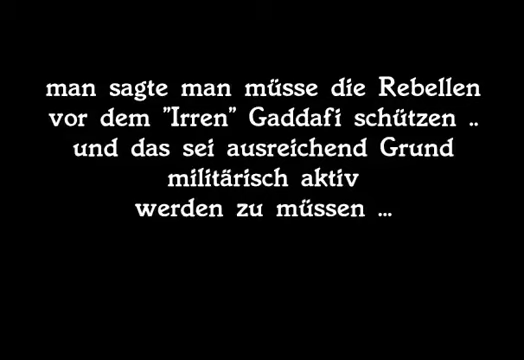 man sagte man müsse die Rebellen
vor dem "Irren" Gaddafi schützen ..
und das sei ausreichend Grund
militärisch aktiv
werden zu müssen ...